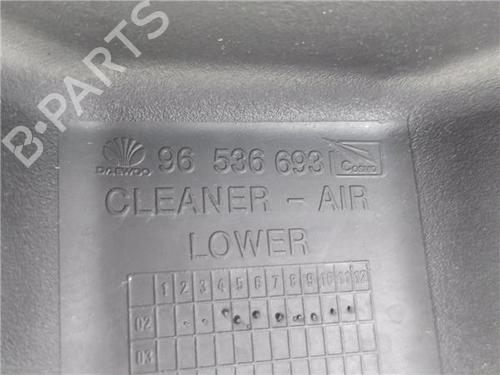 B-PARTS
DAEWOO 96 536 693
CLEANER - AIR
LOWER
1 2 3 4 5 6 7 8 9 10 11 12
02
03